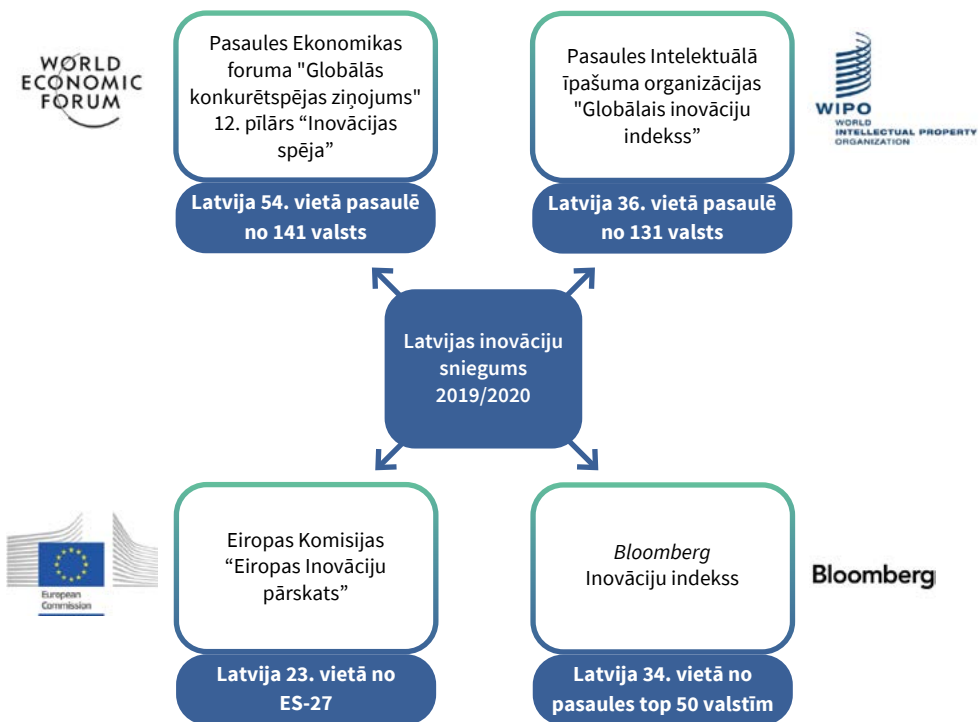 WORLD
ECONOMIC
FORUM
Pasaules Ekonomikas
foruma "Globālās
konkurētspējas ziņojums"
12. pīlārs “Inovācijas
spēja”
Latvija 54. vietā pasaulē
no 141 valsts
Pasaules Intelektuālā
īpašuma organizācijas
"Globālais inovāciju
indekss”
Latvija 36. vietā pasaulē
no 131 valsts
WIPO
WORLD
INTELLECTUAL PROPERTY
ORGANIZATION
Latvijas inovāciju
sniegums
2019/2020
European
Commission
Eiropas Komisijas
“Eiropas Inovāciju
pārskats”
Latvija 23. vietā no
ES-27
Bloomberg
Inovāciju indekss
Latvija 34. vietā no
pasaules top 50 valstīm
Bloomberg